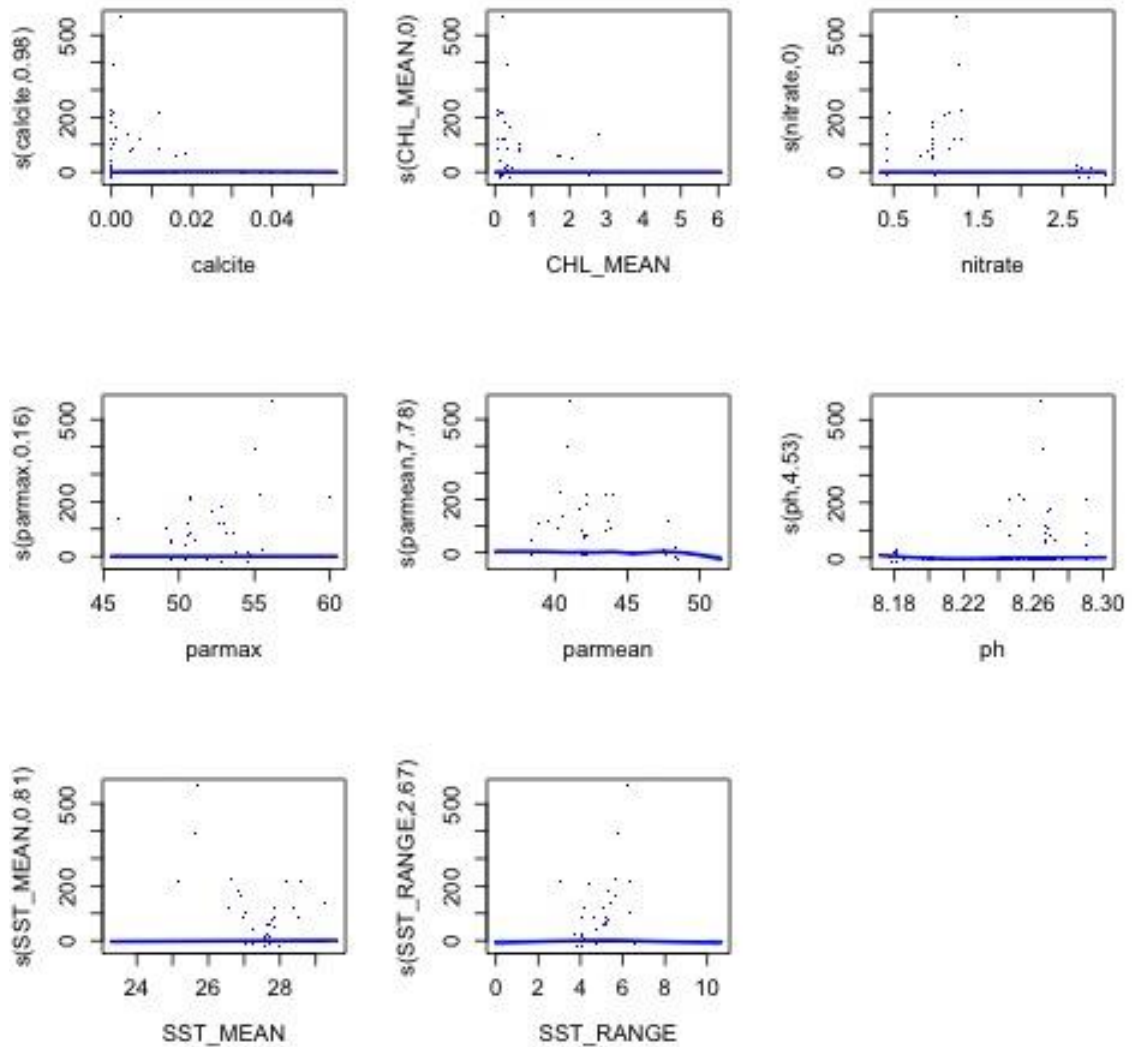 s(calcite,0.98)
0 200 500
0.00 0.02 0.04
calcite
s(CHL_MEAN,0)
0 200 500
0 1 2 3 4 5 6
CHL_MEAN
s(nitrate,0)
0 200 500
0.5 1.5 2.5
nitrate
s(parmax,0.16)
0 200 500
45 50 55 60
parmax
s(parmean,7.78)
0 200 500
40 45 50
parmean
s(ph,4.53)
0 200 500
8.18 8.22 8.26 8.30
ph
s(SST_MEAN,0.81)
0 200 500
24 26 28
SST_MEAN
s(SST_RANGE,2.67)
0 200 500
0 2 4 6 8 10
SST_RANGE